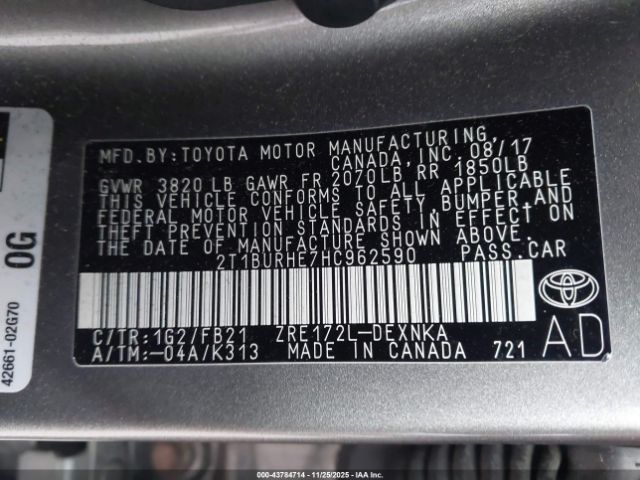 MFD.BY:TOYOTA MOTOR MANUFACTURING,
CANADA, INC. 08/17
GVWR 3820 LB GAWR FR 2070LB RR 1850LB
THIS VEHICLE CONFORMS TO ALL APPLICABLE
FEDERAL MOTOR VEHICLE SAFETY, BUMPER,AND
THEFT PREVENTION STANDARDS IN EFFECT ON
THE DATE OF MANUFACTURE SHOWN ABOVE.
2T1BURHE7HC962590 PASS.CAR
C/TR:1G2/FB21 ZRE172L-DEXNKA
A/TM:-04A/K313 MADE IN CANADA 721
TOYOTA
AD
0G
42661-02G70
000-43784714 - 11/25/2025 - IAA